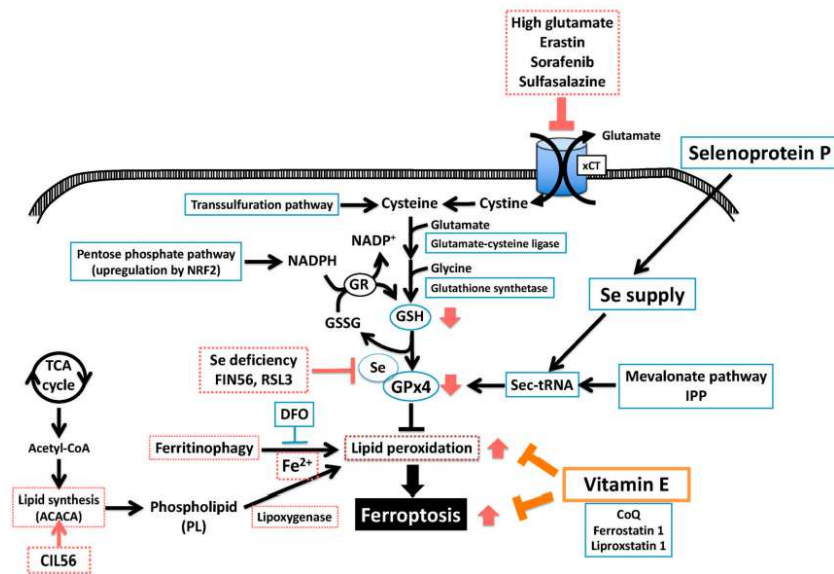 High glutamate
Erastin
Sorafenib
Sulfasalazine
Glutamate
xCT
Selenoprotein P
Transsulfuration pathway
Cysteine
Cystine
Glutamate
Glutamate-cysteine ligase
NADP+
Pentose phosphate pathway
(upregulation by NRF2)
NADPH
GR
Glycine
Glutathione synthetase
GSSG
GSH
Se supply
Se deficiency
FIN56, RSL3
Se
GPx4
Sec-tRNA
Mevalonate pathway
IPP
TCA
cycle
DFO
Acetyl-CoA
Ferritinophagy
Fe2+
Lipid peroxidation
Lipid synthesis
(ACACA)
Phospholipid
(PL)
Lipoxygenase
Ferroptosis
Vitamin E
CoQ
Ferrostatin 1
Liproxstatin 1
CIL56